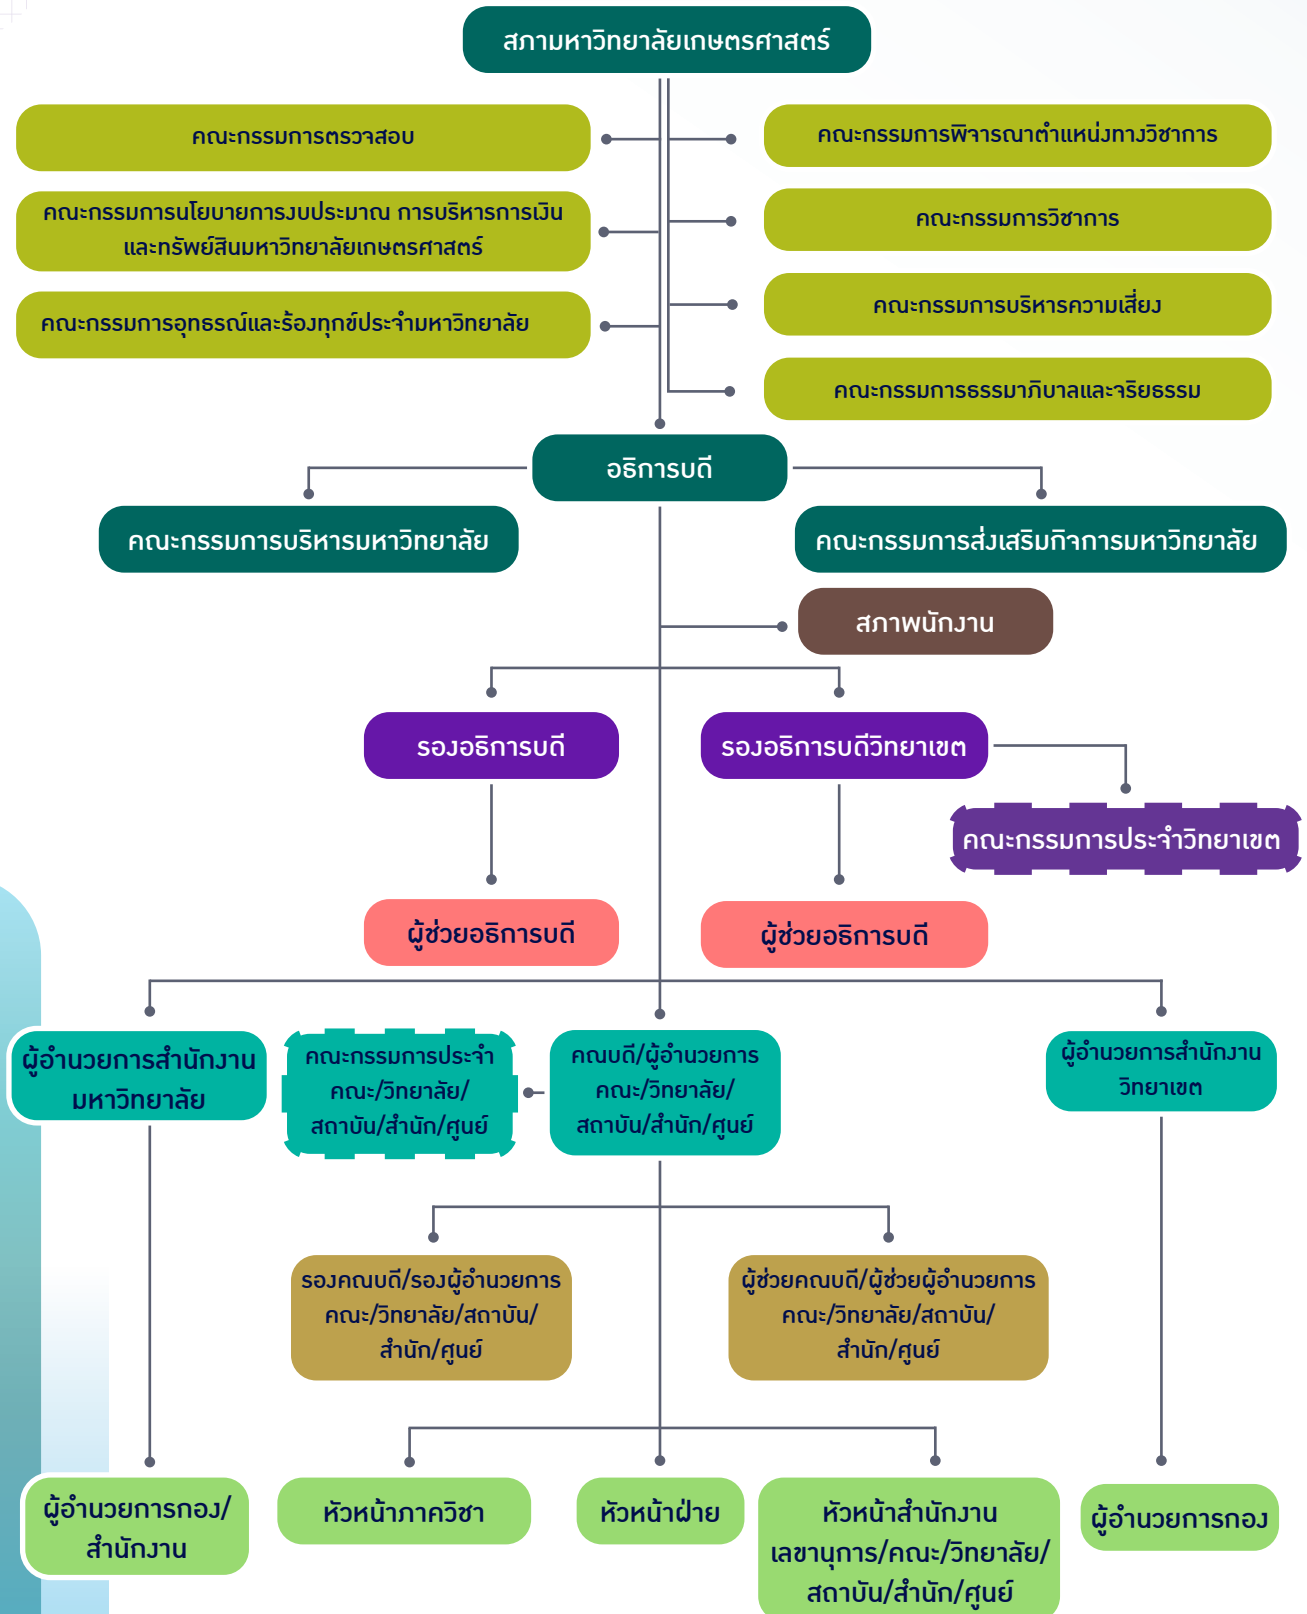 สภามหาวิทยาลัยเกษตรศาสตร์
คณะกรรมการตรวจสอบ
คณะกรรมการพิจารณาตำแหน่งทางวิชาการ
คณะกรรมการนโยบายการงบประมาณ การบริหารการเงิน
และทรัพย์สินมหาวิทยาลัยเกษตรศาสตร์
คณะกรรมการวิชาการ
คณะกรรมการอุทธรณ์และร้องทุกข์ประจำมหาวิทยาลัย
คณะกรรมการบริหารความเสี่ยง
คณะกรรมการธรรมาภิบาลและจริยธรรม
อธิการบดี
คณะกรรมการบริหารมหาวิทยาลัย
คณะกรรมการส่งเสริมกิจการมหาวิทยาลัย
สภาพนักงาน
รองอธิการบดี
รองอธิการบดีวิทยาเขต
คณะกรรมการประจำวิทยาเขต
ผู้ช่วยอธิการบดี
ผู้ช่วยอธิการบดี
ผู้อำนวยการสำนักงาน
มหาวิทยาลัย
คณะกรรมการประจำ
คณะ/วิทยาลัย/
สถาบัน/สำนัก/ศูนย์
คณบดี/ผู้อำนวยการ
คณะ/วิทยาลัย/
สถาบัน/สำนัก/ศูนย์
ผู้อำนวยการสำนักงาน
วิทยาเขต
รองคณบดี/รองผู้อำนวยการ
คณะ/วิทยาลัย/สถาบัน/
สำนัก/ศูนย์
ผู้ช่วยคณบดี/ผู้ช่วยผู้อำนวยการ
คณะ/วิทยาลัย/สถาบัน/
สำนัก/ศูนย์
ผู้อำนวยการกอง/
สำนักงาน
หัวหน้าภาควิชา
หัวหน้าฝ่าย
หัวหน้าสำนักงาน
เลขานุการ/คณะ/วิทยาลัย/
สถาบัน/สำนัก/ศูนย์
ผู้อำนวยการกอง